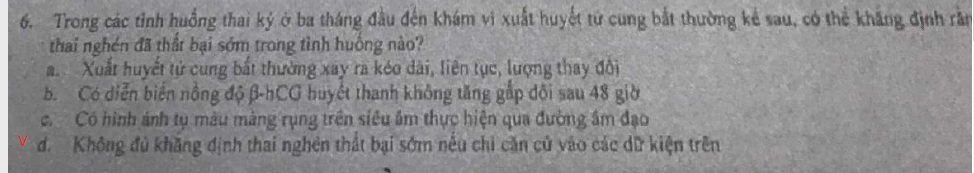 6. Trong các tình huống thai kỳ ở ba tháng đầu đến khám vì xuất huyết tử cung bất thường kể sau, có thể khẳng định rằn
thai nghén đã thất bại sớm trong tình huống nào?
a. Xuất huyết tử cung bất thường xảy ra kéo dài, liên tục, lượng thay đổi
b. Có diễn biến nồng độ β-hCG huyết thanh không tăng gấp đôi sau 48 giờ
c. Có hình ảnh tụ máu màng rụng trên siêu âm thực hiện qua đường âm đạo
V d. Không đủ khẳng định thai nghén thất bại sớm nếu chỉ căn cứ vào các dữ kiện trên